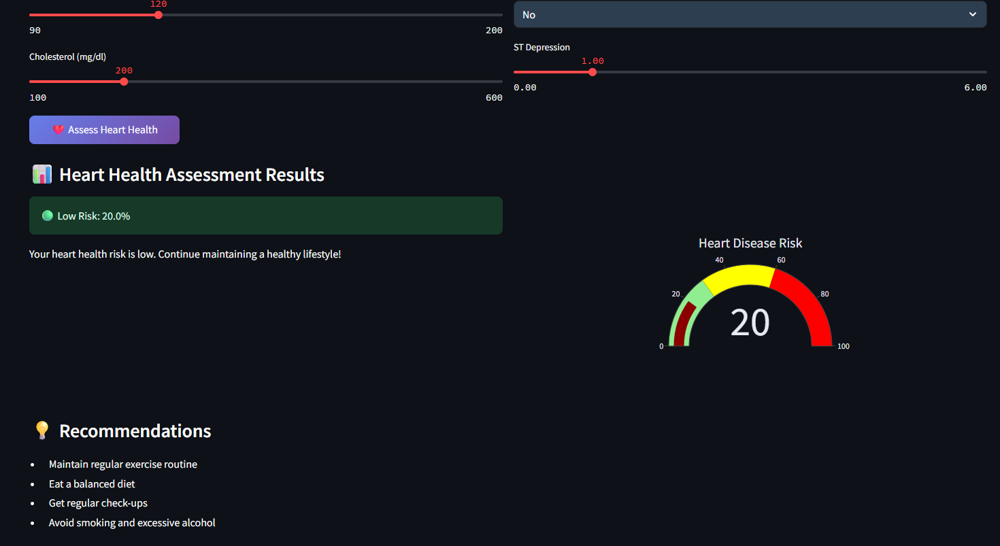 120
90 200
Cholesterol (mg/dl)
200
100 600
No
ST Depression
1.00
0.00 6.00
Assess Heart Health
Heart Health Assessment Results
Low Risk: 20.0%
Your heart health risk is low. Continue maintaining a healthy lifestyle!
Heart Disease Risk
0
20
40
60
80
100
20
Recommendations
Maintain regular exercise routine
Eat a balanced diet
Get regular check-ups
Avoid smoking and excessive alcohol